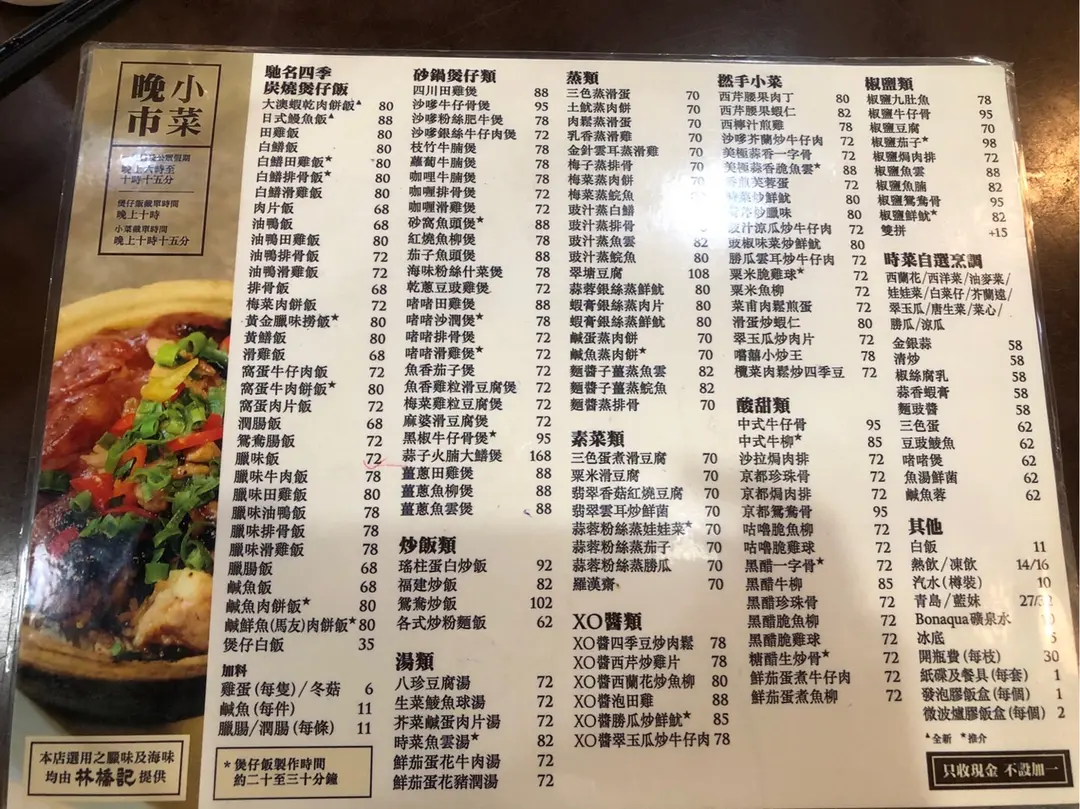 晚 小
市 菜
晚上六時至
十時十五分
煲仔飯截單時間
晚上十時
小菜截單時間
晚上十時十五分
本店選用之臘味及海味
均由 林橋記 提供
馳名四季
炭燒煲仔飯
大澳蝦乾肉餅飯▲ 80
日式鰻魚飯▲ 88
田雞飯 80
白鱔飯 80
白鱔田雞飯★ 80
白鱔排骨飯★ 80
白鱔滑雞飯 80
肉片飯 68
油鴨飯 68
油鴨田雞飯 80
油鴨排骨飯 72
油鴨滑雞飯 72
排骨飯 68
梅菜肉餅飯 72
黃金臘味撈飯★ 80
黃鱔飯 80
滑雞飯 68
窩蛋牛仔肉飯 72
窩蛋牛肉餅飯★ 80
窩蛋肉片飯 72
潤腸飯 68
鴛鴦腸飯 72
臘味飯 72
臘味牛肉飯 78
臘味田雞飯 80
臘味油鴨飯 78
臘味排骨飯 78
臘味滑雞飯 78
臘腸飯 68
鹹魚飯 68
鹹魚肉餅飯★ 80
鹹鮮魚(馬友)肉餅飯★ 80
煲仔白飯 35
加料
雞蛋(每隻)/冬菇 6
鹹魚(每件) 11
臘腸/潤腸(每條) 11
*煲仔飯製作時間
約二十至三十分鐘
砂鍋煲仔類
四川田雞煲 88
沙嗲牛仔骨煲 95
沙嗲粉絲肥牛煲 78
沙嗲銀絲牛仔肉煲 72
枝竹牛腩煲 78
蘿蔔牛腩煲 78
咖哩牛腩煲 78
咖喱排骨煲 72
咖喱滑雞煲 72
砂窩魚頭煲★ 78
紅燒魚柳煲 78
茄子魚頭煲 78
海味粉絲什菜煲 78
乾蔥豆豉雞煲 72
啫啫田雞煲 88
啫啫沙潤煲★ 78
啫啫排骨煲 72
啫啫滑雞煲★ 72
魚香茄子煲 72
魚香雞粒滑豆腐煲 72
梅菜雞粒豆腐煲 72
麻婆滑豆腐煲 72
黑椒牛仔骨煲★ 95
蒜子火腩大鱔煲 168
薑蔥田雞煲 88
薑蔥魚柳煲 88
薑蔥魚雲煲 88
炒飯類
瑤柱蛋白炒飯 92
福建炒飯 82
鴛鴦炒飯 102
各式炒粉麵飯 62
湯類
八珍豆腐湯 72
生菜鯪魚球湯 72
芥菜鹹蛋肉片湯 72
時菜魚雲湯★ 82
鮮茄蛋花牛肉湯 72
鮮茄蛋花豬潤湯 72
蒸類
三色蒸滑蛋 70
土魷蒸肉餅 70
肉鬆蒸滑蛋 70
乳香蒸滑雞 70
金針雲耳蒸滑雞 70
梅子蒸排骨 70
梅菜蒸肉餅 70
梅菜蒸鯇魚
豉汁蒸白鱔
豉汁蒸排骨
豉汁蒸魚雲 82
豉汁蒸鯇魚 80
翠塘豆腐 108
蒜蓉銀絲蒸鮮魷 80
蝦膏銀絲蒸肉片 80
蝦膏銀絲蒸鮮魷 80
鹹蛋蒸肉餅 70
鹹魚蒸肉餅★ 70
麵醬子薑蒸魚雲 82
麵醬子薑蒸鯇魚 82
麵醬蒸排骨 70
素菜類
三色蛋煮滑豆腐 70
粟米滑豆腐 70
翡翠香菇紅燒豆腐 70
翡翠雲耳炒鮮菌 70
蒜蓉粉絲蒸娃娃菜★ 70
蒜蓉粉絲蒸茄子 70
蒜蓉粉絲蒸勝瓜 70
羅漢齋 70
XO醬類
XO醬四季豆炒肉鬆 78
XO醬西芹炒雞片 78
XO醬西蘭花炒魚柳 80
XO醬泡田雞 88
XO醬勝瓜炒鮮魷★ 85
XO醬翠玉瓜炒牛仔肉 78
撚手小菜
西芹腰果肉丁 80
西芹腰果蝦仁 82
西檸汁煎雞 78
沙嗲芥蘭炒牛仔肉 72
美極蒜香一字骨 72
美極蒜香脆魚雲★ 88
芙蓉蛋 72
炒鮮魷 80
炒臘味 80
豉汁涼瓜炒牛仔肉 72
豉椒味菜炒鮮魷 80
勝瓜雲耳炒牛仔肉 72
粟米脆雞球★ 72
粟米魚柳 72
菜甫肉鬆煎蛋 72
滑蛋炒蝦仁 80
翠玉瓜炒肉片 72
嚐囍小炒王 78
欖菜肉鬆炒四季豆 72
酸甜類
中式牛仔骨 95
中式牛柳★ 85
沙拉焗肉排 72
京都珍珠骨 72
京都焗肉排 72
京都鴛鴦骨 95
咕嚕脆魚柳 72
咕嚕脆雞球 72
黑醋一字骨★ 72
黑醋牛柳 85
黑醋珍珠骨 72
黑醋脆魚柳 72
黑醋脆雞球 72
糖醋生炒骨★ 72
鮮茄蛋煮牛仔肉 72
鮮茄蛋煮魚柳 72
椒鹽類
椒鹽九肚魚 78
椒鹽牛仔骨 95
椒鹽豆腐 70
椒鹽茄子★ 98
椒鹽焗肉排 72
椒鹽魚雲 88
椒鹽魚腩 82
椒鹽鴛鴦骨 95
椒鹽鮮魷★ 82
雙拼 +15
時菜自選烹調
西蘭花/西洋菜/油麥菜/
娃娃菜/白菜仔/芥蘭遠/
翠玉瓜/唐生菜/菜心/
勝瓜/涼瓜
金銀蒜 58
清炒 58
椒絲腐乳 58
蒜香蝦膏 58
麵豉醬 58
三色蛋 62
豆豉鯪魚 62
啫啫煲 62
魚湯鮮菌 62
鹹魚蓉 62
其他
白飯 11
熱飲/凍飲 14/16
汽水(樽裝) 10
青島/藍妹 27/32
Bonaqua礦泉水
冰底
開瓶費(每枝) 30
紙碟及餐具(每套) 1
發泡膠飯盒(每個) 1
微波爐膠飯盒(每個) 2
▲全新 ★推介
只收現金 不設加一